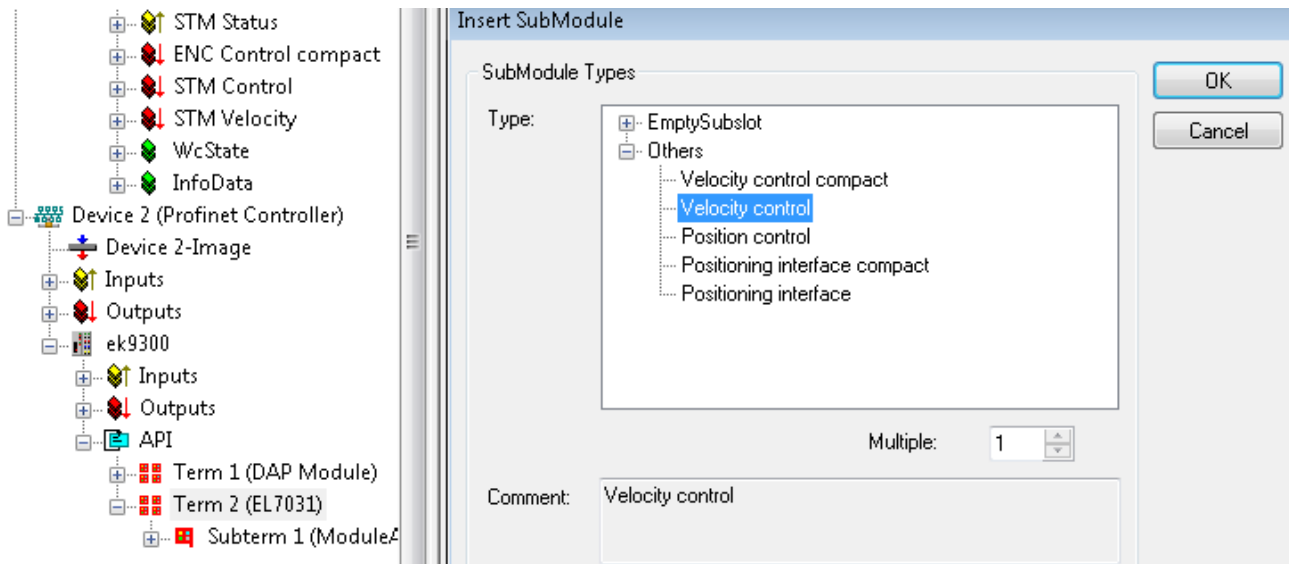 STM Status
ENC Control compact
STM Control
STM Velocity
WcState
InfoData
Device 2 (Profinet Controller)
Device 2-Image
Inputs
Outputs
ek9300
Inputs
Outputs
API
Term 1 (DAP Module)
Term 2 (EL7031)
Subterm 1 (Module
Insert SubModule
SubModule Types
Type:
EmptySubslot
Others
Velocity control compact
Velocity control
Position control
Positioning interface compact
Positioning interface
Multiple:
1
Comment:
Velocity control
OK
Cancel